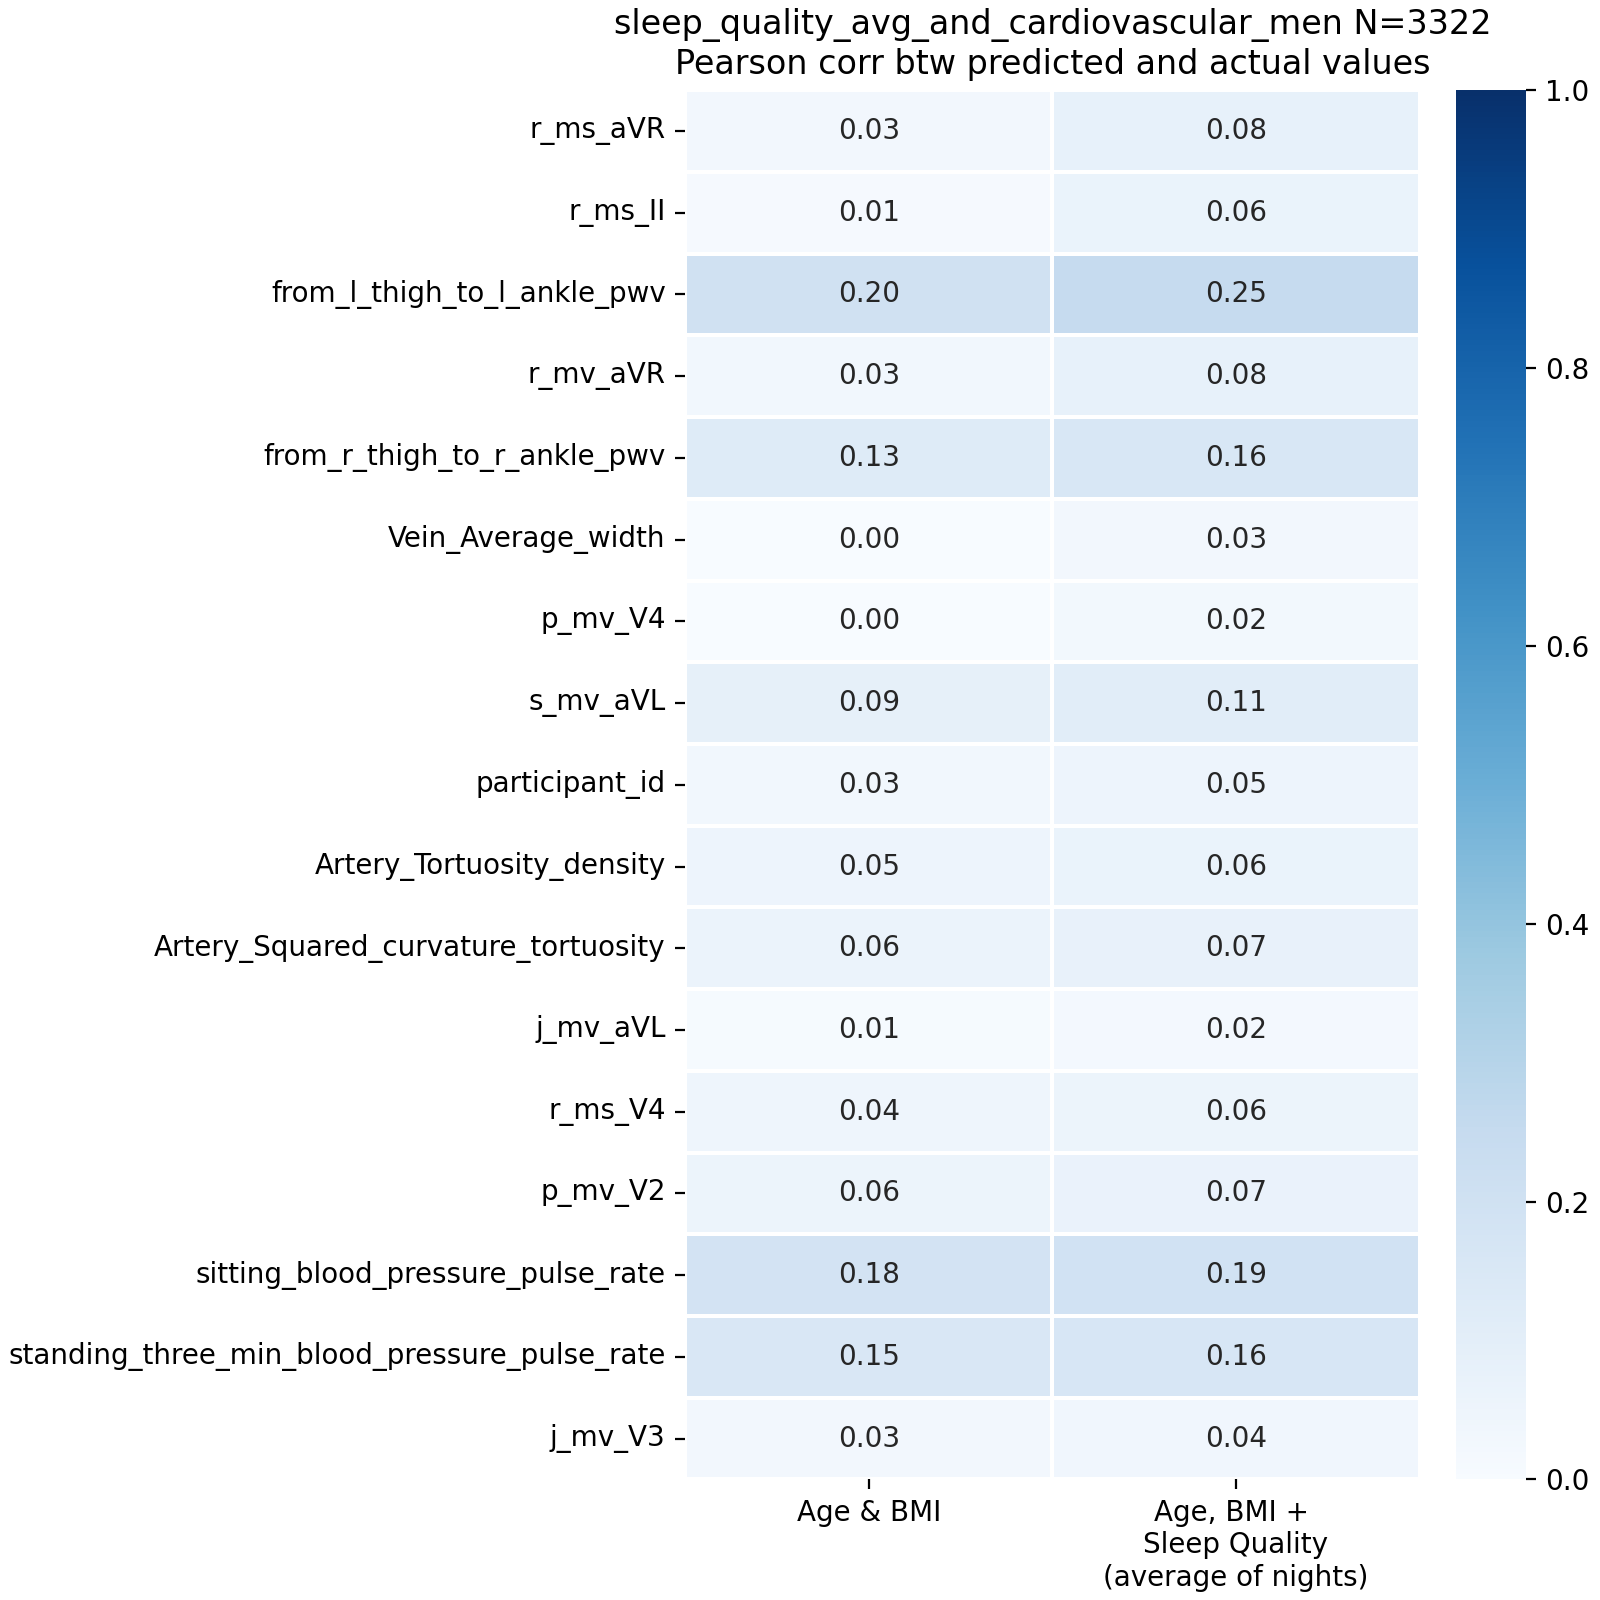 sleep_quality_avg_and_cardiovascular_men N=3322
Pearson corr btw predicted and actual values
r_ms_aVR 0.03 0.08
r_ms_II 0.01 0.06
from_l_thigh_to_l_ankle_pwv 0.20 0.25
r_mv_aVR 0.03 0.08
from_r_thigh_to_r_ankle_pwv 0.13 0.16
Vein_Average_width 0.00 0.03
p_mv_V4 0.00 0.02
s_mv_aVL 0.09 0.11
participant_id 0.03 0.05
Artery_Tortuosity_density 0.05 0.06
Artery_Squared_curvature_tortuosity 0.06 0.07
j_mv_aVL 0.01 0.02
r_ms_V4 0.04 0.06
p_mv_V2 0.06 0.07
sitting_blood_pressure_pulse_rate 0.18 0.19
standing_three_min_blood_pressure_pulse_rate 0.15 0.16
j_mv_V3 0.03 0.04
Age & BMI
Age, BMI +
Sleep Quality
(average of nights)
1.0
0.8
0.6
0.4
0.2
0.0